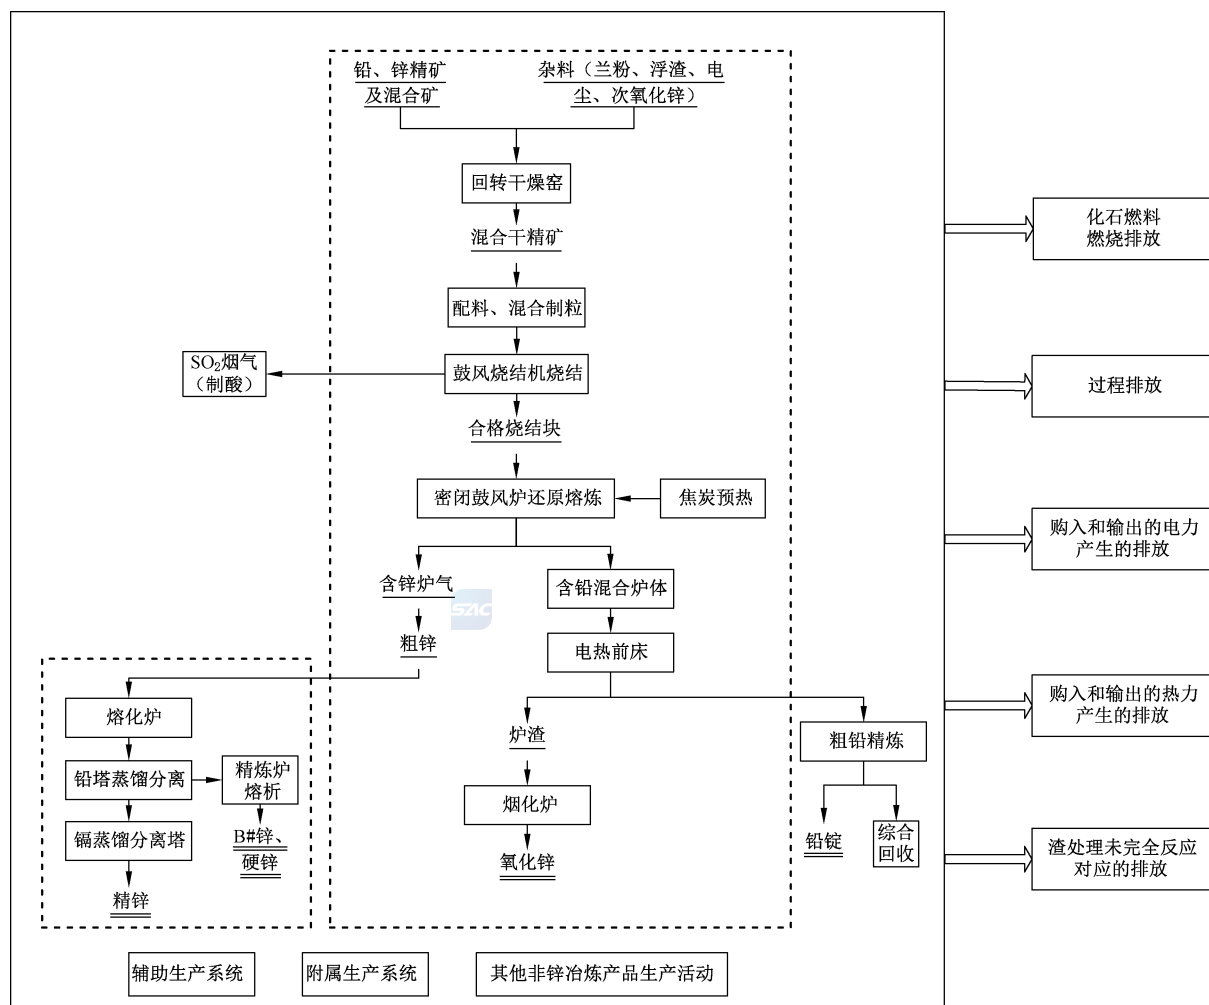 铅、锌精矿
及混合矿
杂料（兰粉、浮渣、电
尘、次氧化锌）
回转干燥窑
混合干精矿
配料、混合制粒
SO₂烟气
（制酸）
鼓风烧结机烧结
合格烧结块
密闭鼓风炉还原熔炼
焦炭预热
含锌炉气
含铅混合炉体
SAC
粗锌
电热前床
熔化炉
炉渣
粗铅精炼
铅塔蒸馏分离
精炼炉
熔析
烟化炉
镉蒸馏分离塔
B#锌、
硬锌
氧化锌
铅锭
综合
回收
精锌
辅助生产系统
附属生产系统
其他非锌冶炼产品生产活动
化石燃料
燃烧排放
过程排放
购入和输出的电力
产生的排放
购入和输出的热力
产生的排放
渣处理未完全反应
对应的排放